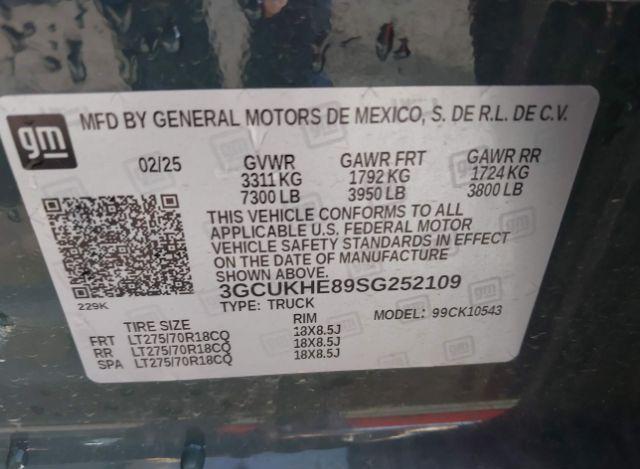 gm MFD BY GENERAL MOTORS DE MEXICO, S. DE R.L. DE C.V.
02/25 GVWR GAWR FRT GAWR RR
3311 KG 1792 KG 1724 KG
7300 LB 3950 LB 3800 LB
THIS VEHICLE CONFORMS TO ALL
APPLICABLE U.S. FEDERAL MOTOR
VEHICLE SAFETY STANDARDS IN EFFECT
ON THE DATE OF MANUFACTURE
SHOWN ABOVE.
3GCUKHE89SG252109
229K TYPE: TRUCK MODEL: 99CK10543
TIRE SIZE RIM
FRT LT275/70R18CQ 18X8.5J
RR LT275/70R18CQ 18X8.5J
SPA LT275/70R18CQ 18X8.5J